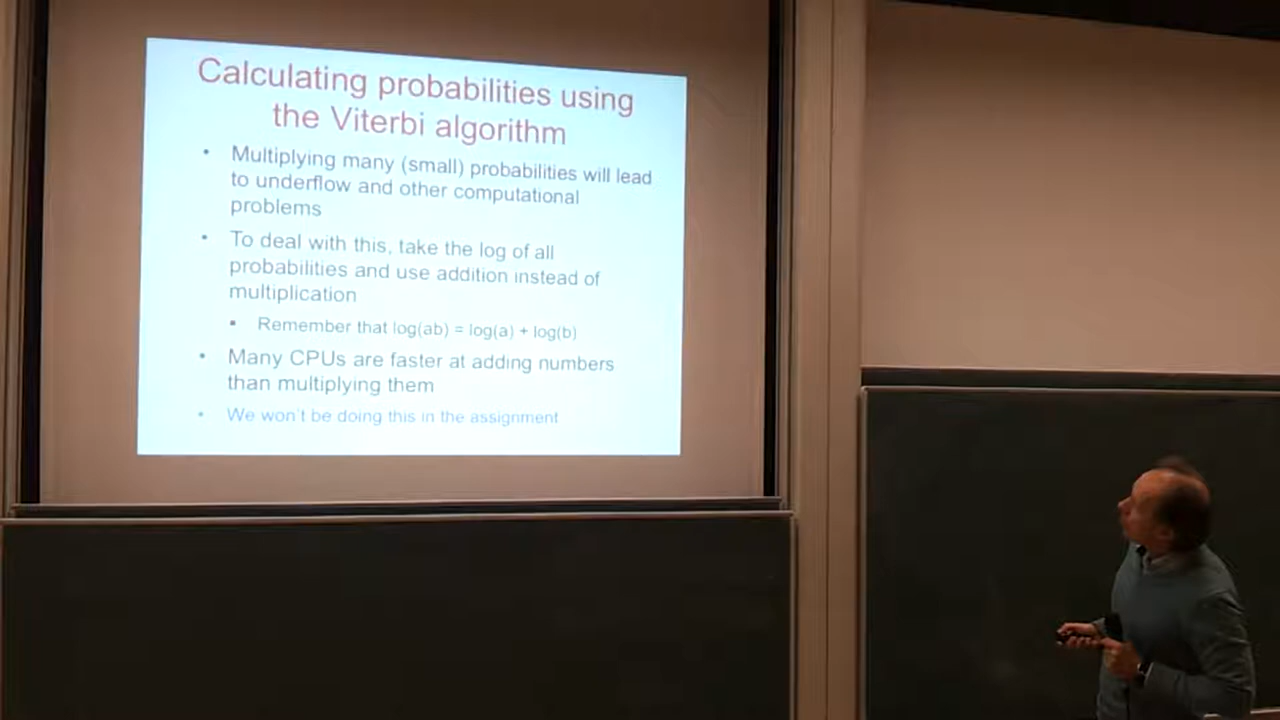 Calculating probabilities using
the Viterbi algorithm
• Multiplying many (small) probabilities will lead
to underflow and other computational
problems
• To deal with this, take the log of all
probabilities and use addition instead of
multiplication
▪ Remember that log(ab) = log(a) + log(b)
• Many CPUs are faster at adding numbers
than multiplying them
• We won't be doing this in the assignment